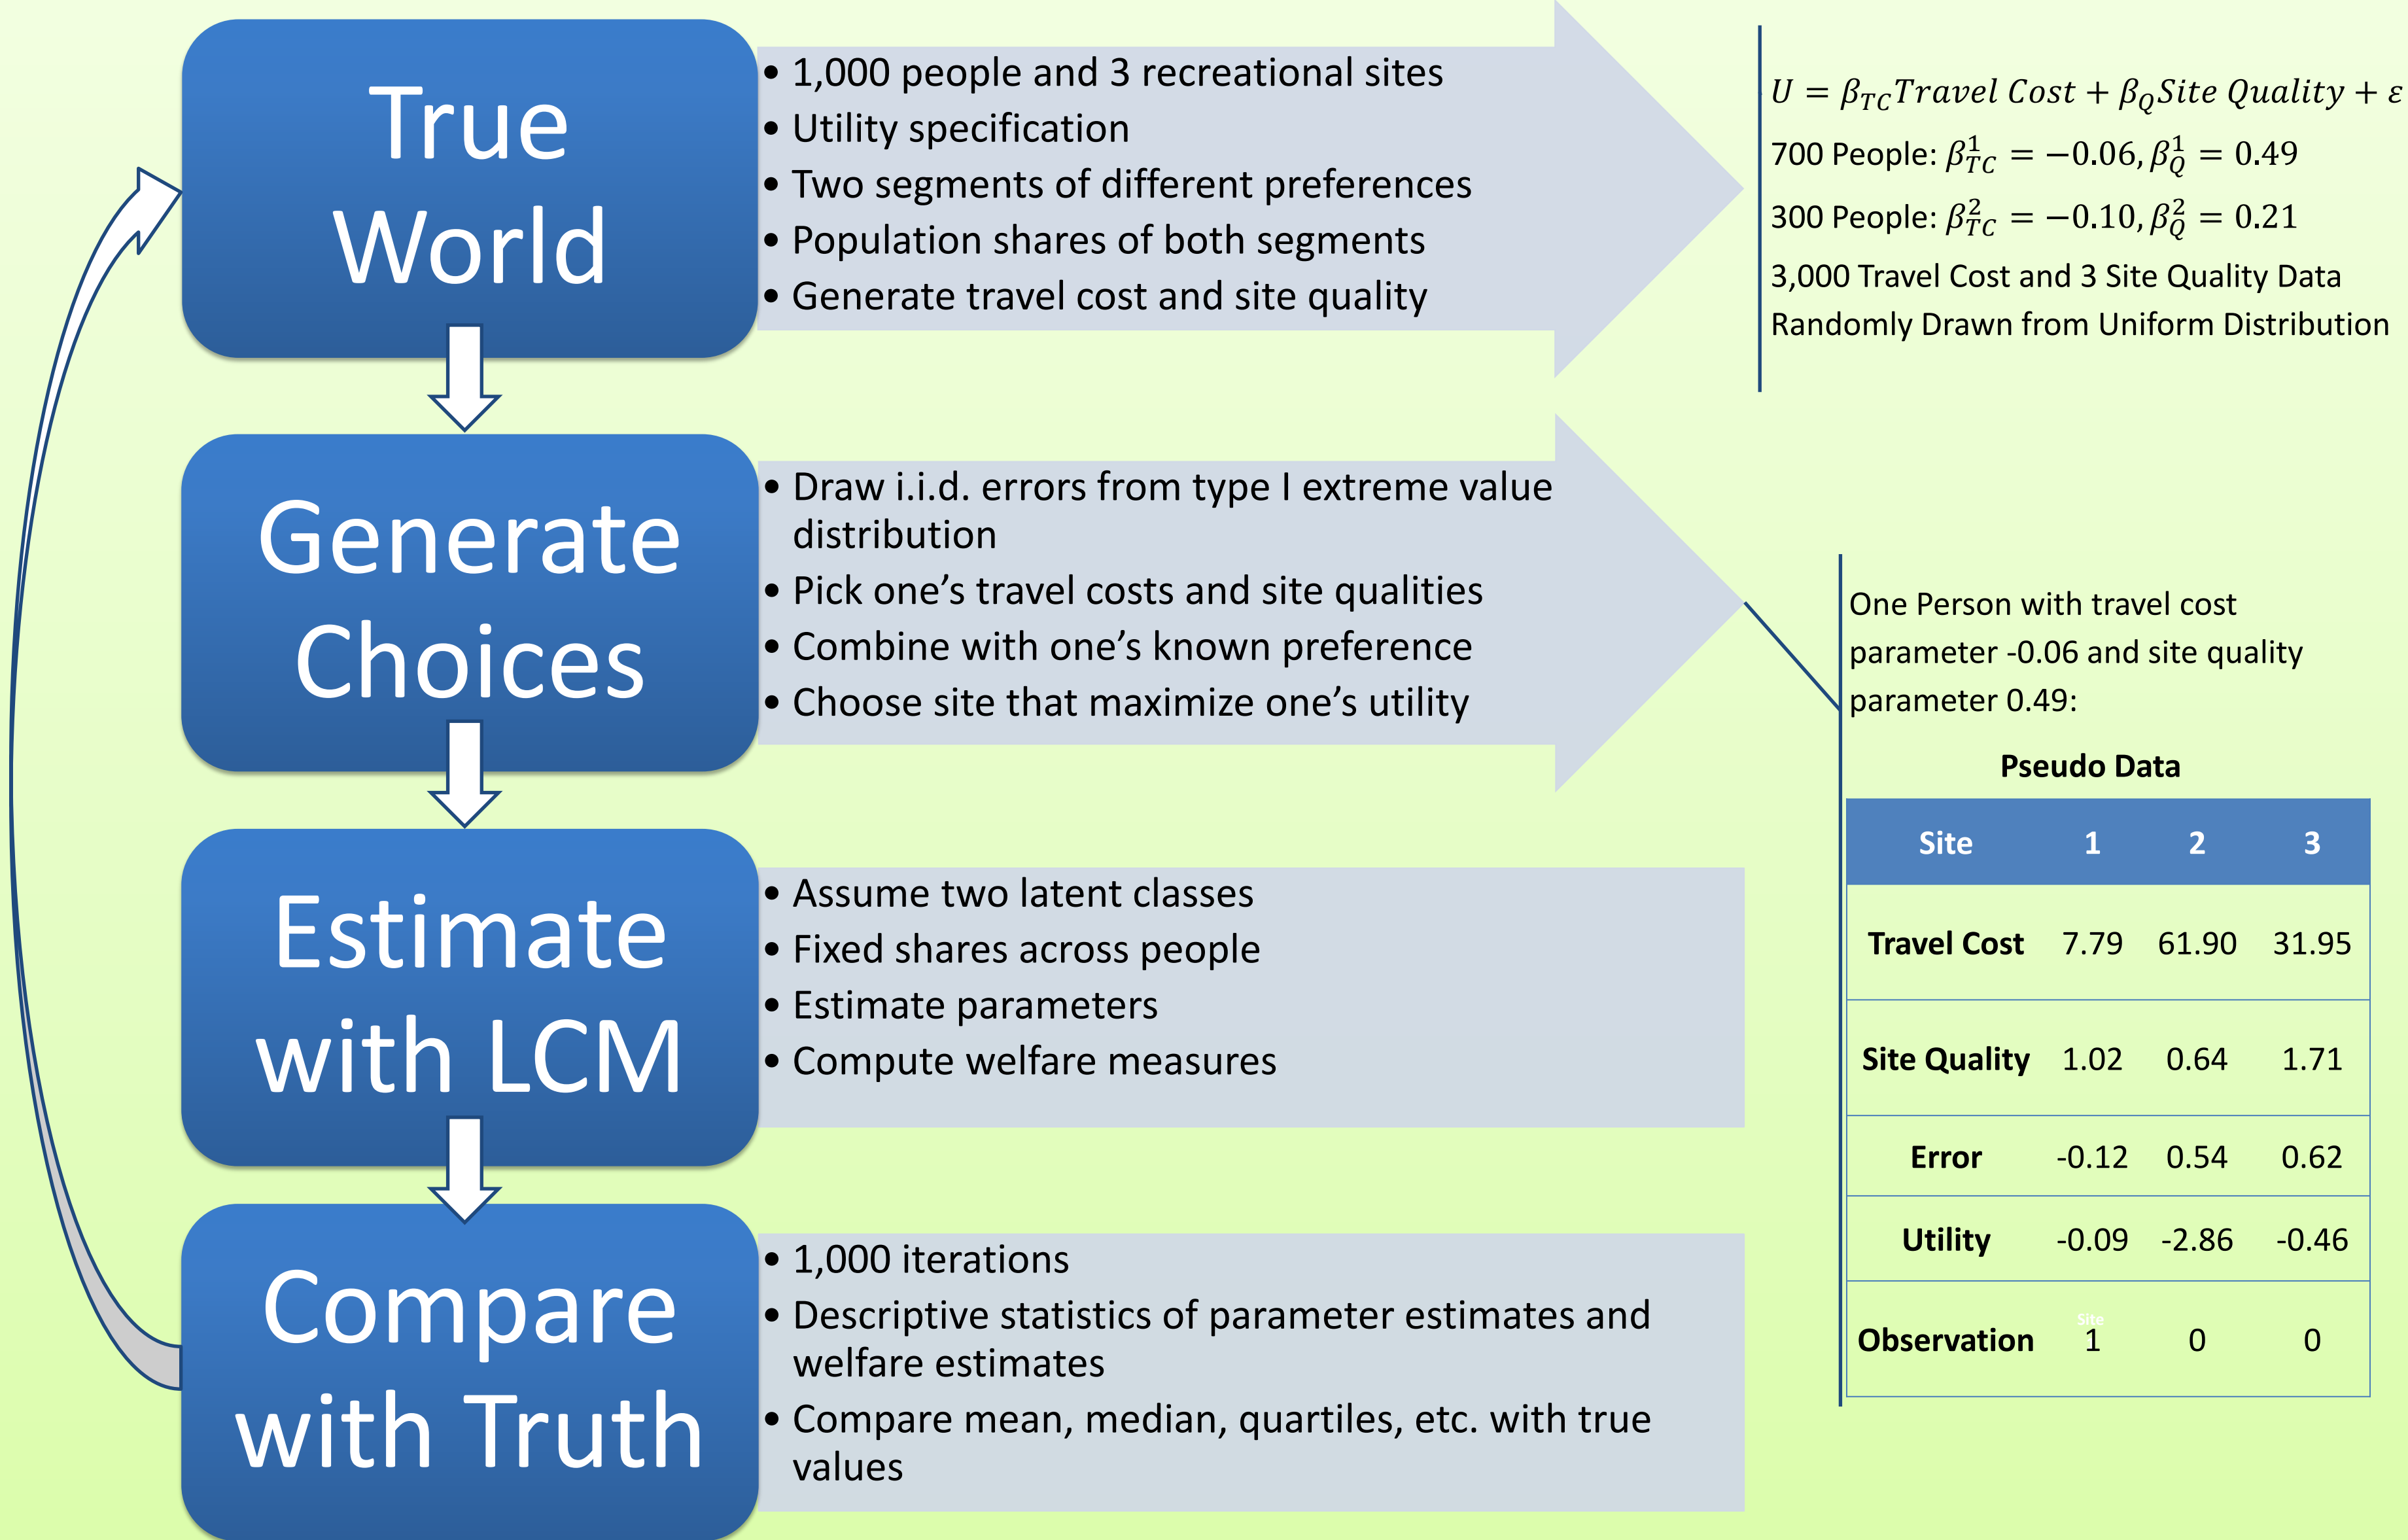 True
World
• 1,000 people and 3 recreational sites
• Utility specification
• Two segments of different preferences
• Population shares of both segments
• Generate travel cost and site quality
U = β_TC Travel Cost + β_Q Site Quality + ε
700 People: β_TC^1 = −0.06, β_Q^1 = 0.49
300 People: β_TC^2 = −0.10, β_Q^2 = 0.21
3,000 Travel Cost and 3 Site Quality Data
Randomly Drawn from Uniform Distribution
Generate
Choices
• Draw i.i.d. errors from type I extreme value
distribution
• Pick one’s travel costs and site qualities
• Combine with one’s known preference
• Choose site that maximize one’s utility
One Person with travel cost
parameter -0.06 and site quality
parameter 0.49:
Pseudo Data
Site 1 2 3
Travel Cost 7.79 61.90 31.95
Site Quality 1.02 0.64 1.71
Error -0.12 0.54 0.62
Utility -0.09 -2.86 -0.46
Site
Observation 1 0 0
Estimate
with LCM
• Assume two latent classes
• Fixed shares across people
• Estimate parameters
• Compute welfare measures
Compare
with Truth
• 1,000 iterations
• Descriptive statistics of parameter estimates and
welfare estimates
• Compare mean, median, quartiles, etc. with true
values